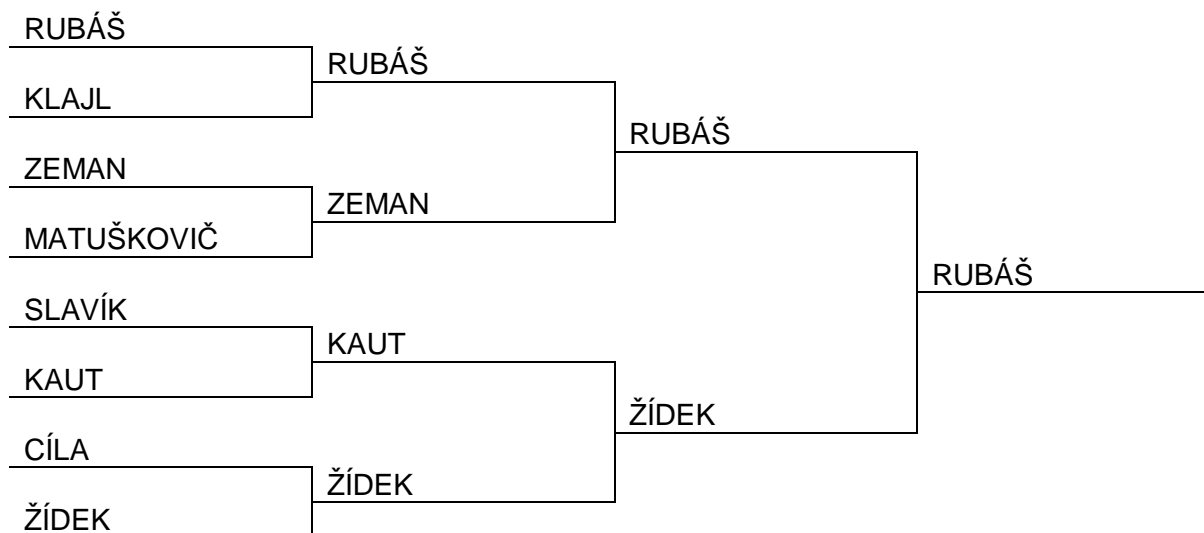 RUBÁŠ
RUBÁŠ
KLAJL
RUBÁŠ
ZEMAN
ZEMAN
MATUŠKOVIČ
RUBÁŠ
SLAVÍK
KAUT
KAUT
ŽÍDEK
CÍLA
ŽÍDEK
ŽÍDEK